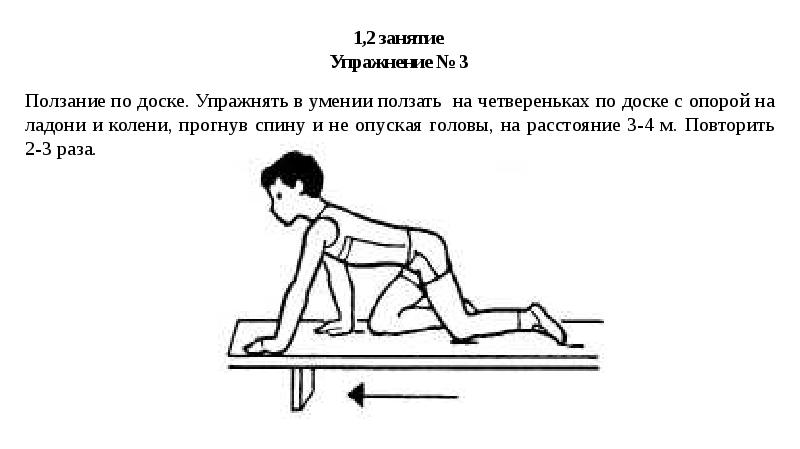 1,2 занятие
Упражнение № 3
Ползание по доске. Упражнять в умении ползать на четвереньках по доске с опорой на
ладони и колени, прогнув спину и не опуская головы, на расстояние 3-4 м. Повторить
2-3 раза.